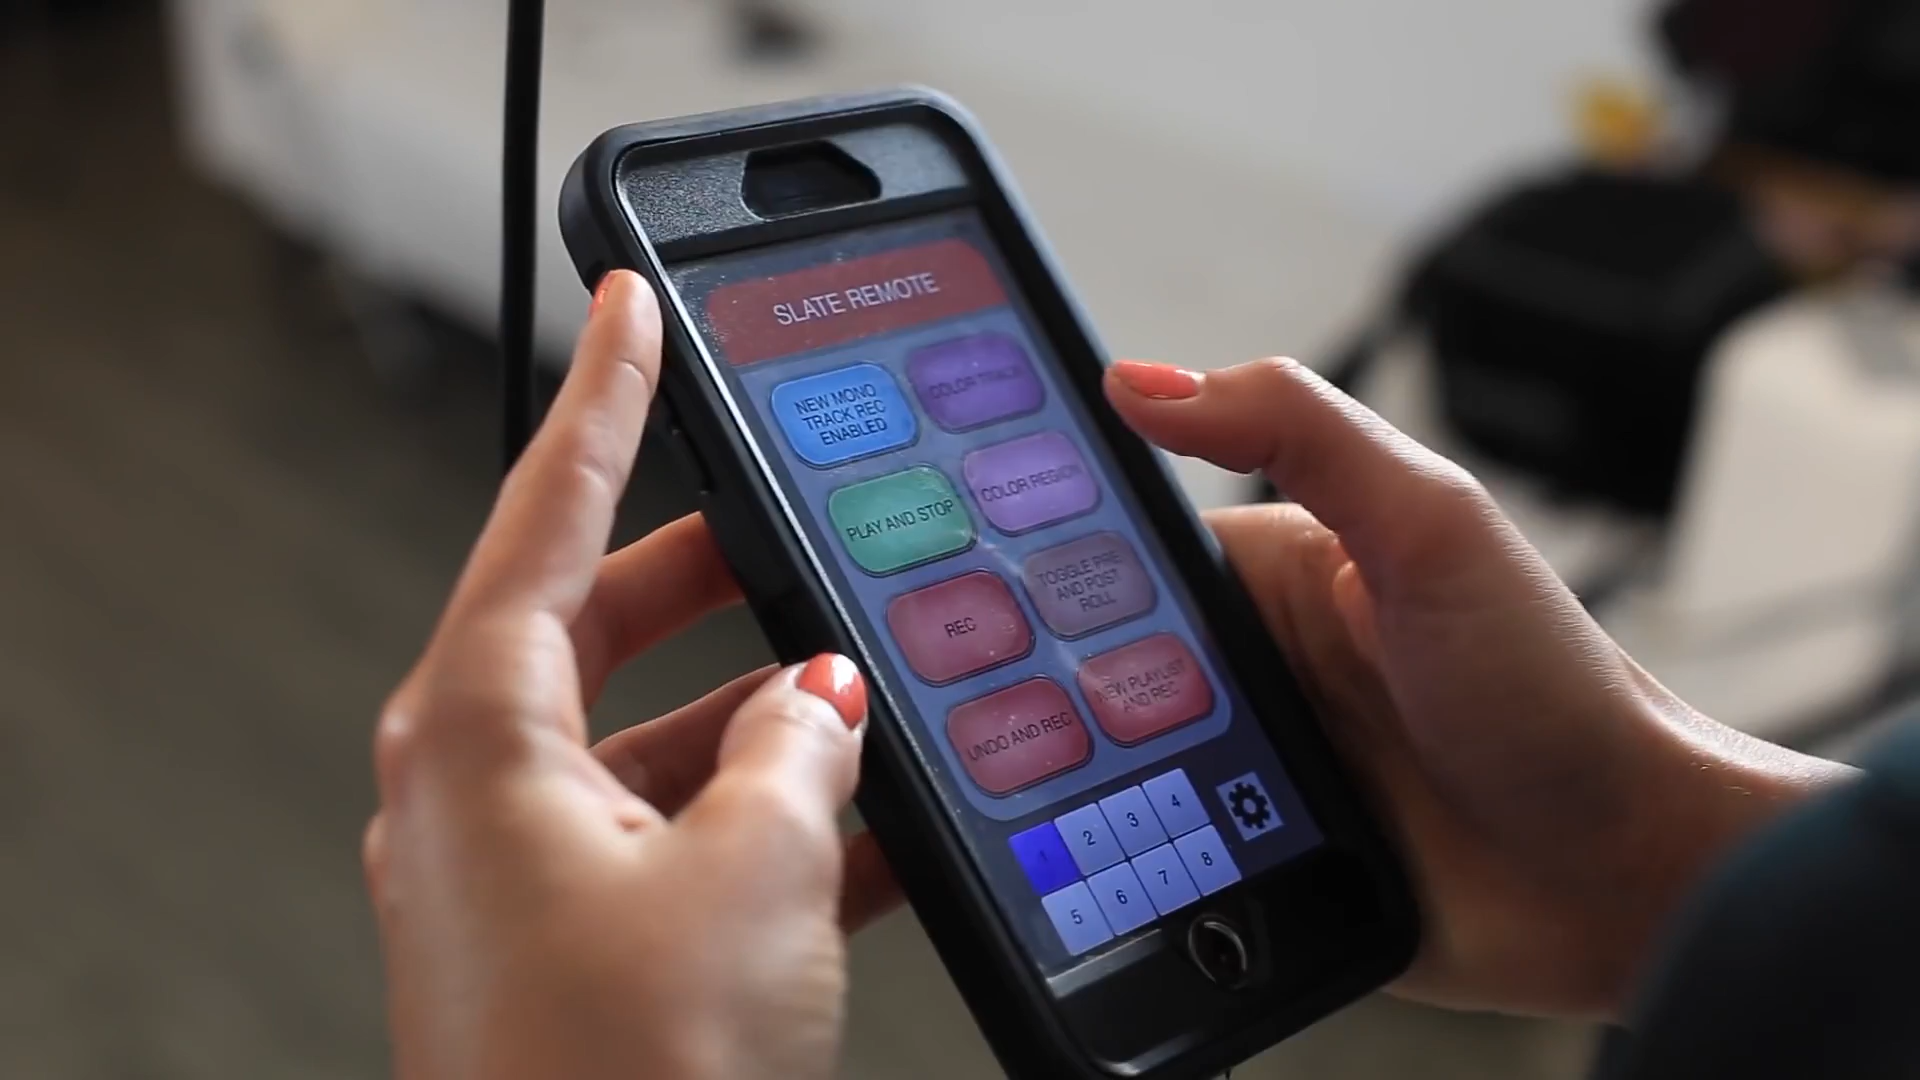 SLATE REMOTE
NEW MONO
TRACK REC
ENABLED
COLOR TRACK
PLAY AND STOP
COLOR REGION
REC
TOGGLE PRE
AND POST
ROLL
UNDO AND REC
NEW PLAYLIST
AND REC
1 2 3 4
5 6 7 8